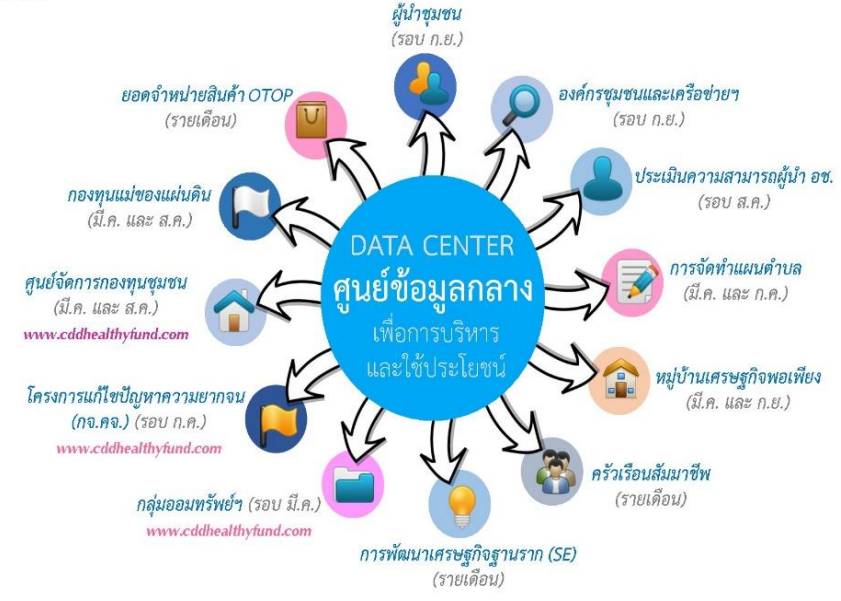 ผู้นำชุมชน
(รอบ ก.ย.)
องค์กรชุมชนและเครือข่ายฯ
(รอบ ก.ย.)
ประเมินความสามารถผู้นำ อช.
(รอบ ส.ค.)
การจัดทำแผนตำบล
(มี.ค. และ ก.ค.)
หมู่บ้านเศรษฐกิจพอเพียง
(มี.ค. และ ก.ย.)
ครัวเรือนสัมมาชีพ
(รายเดือน)
การพัฒนาเศรษฐกิจฐานราก (SE)
(รายเดือน)
กลุ่มออมทรัพย์ฯ (รอบ มี.ค.)
www.cddhealthyfund.com
โครงการแก้ไขปัญหาความยากจน
(กจ.คจ.) (รอบ ก.ค.)
www.cddhealthyfund.com
ศูนย์จัดการกองทุนชุมชน
(มี.ค. และ ส.ค.)
www.cddhealthyfund.com
กองทุนแม่ของแผ่นดิน
(มี.ค. และ ส.ค.)
ยอดจำหน่ายสินค้า OTOP
(รายเดือน)
DATA CENTER
ศูนย์ข้อมูลกลาง
เพื่อการบริหาร
และใช้ประโยชน์